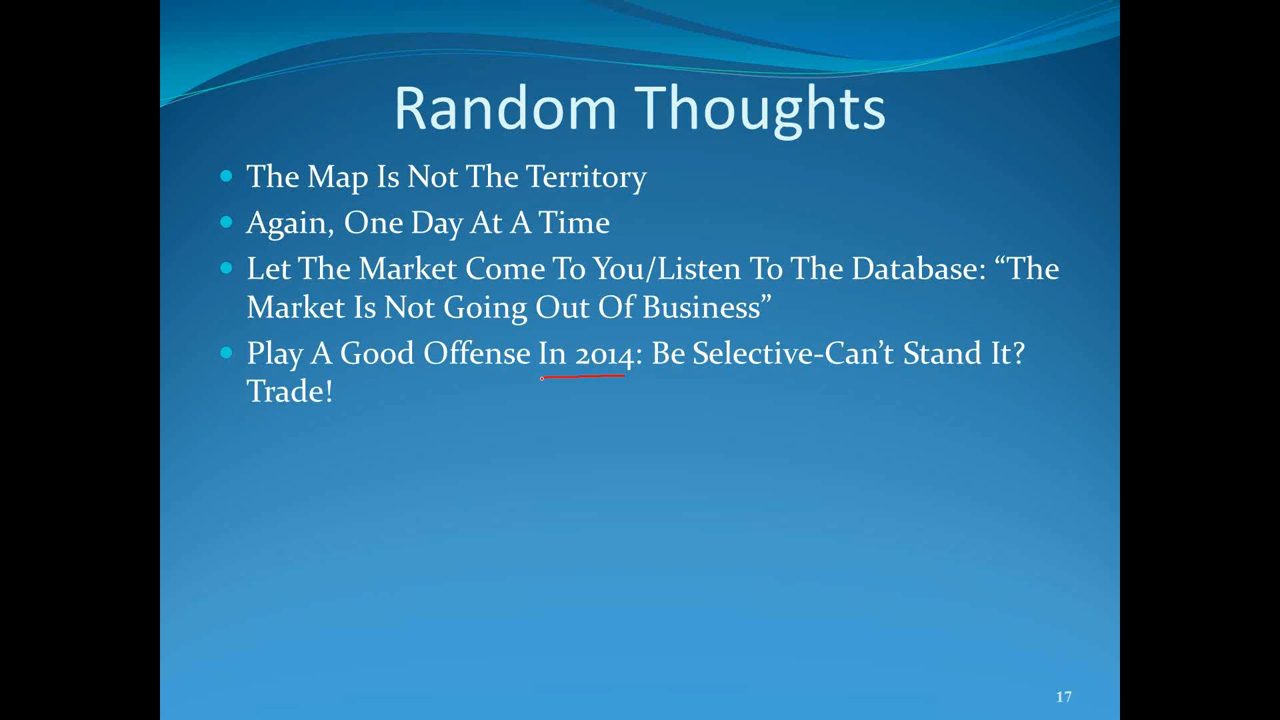 Random Thoughts
The Map Is Not The Territory
Again, One Day At A Time
Let The Market Come To You/Listen To The Database: “The
Market Is Not Going Out Of Business”
Play A Good Offense In 2014: Be Selective-Can’t Stand It?
Trade!
17